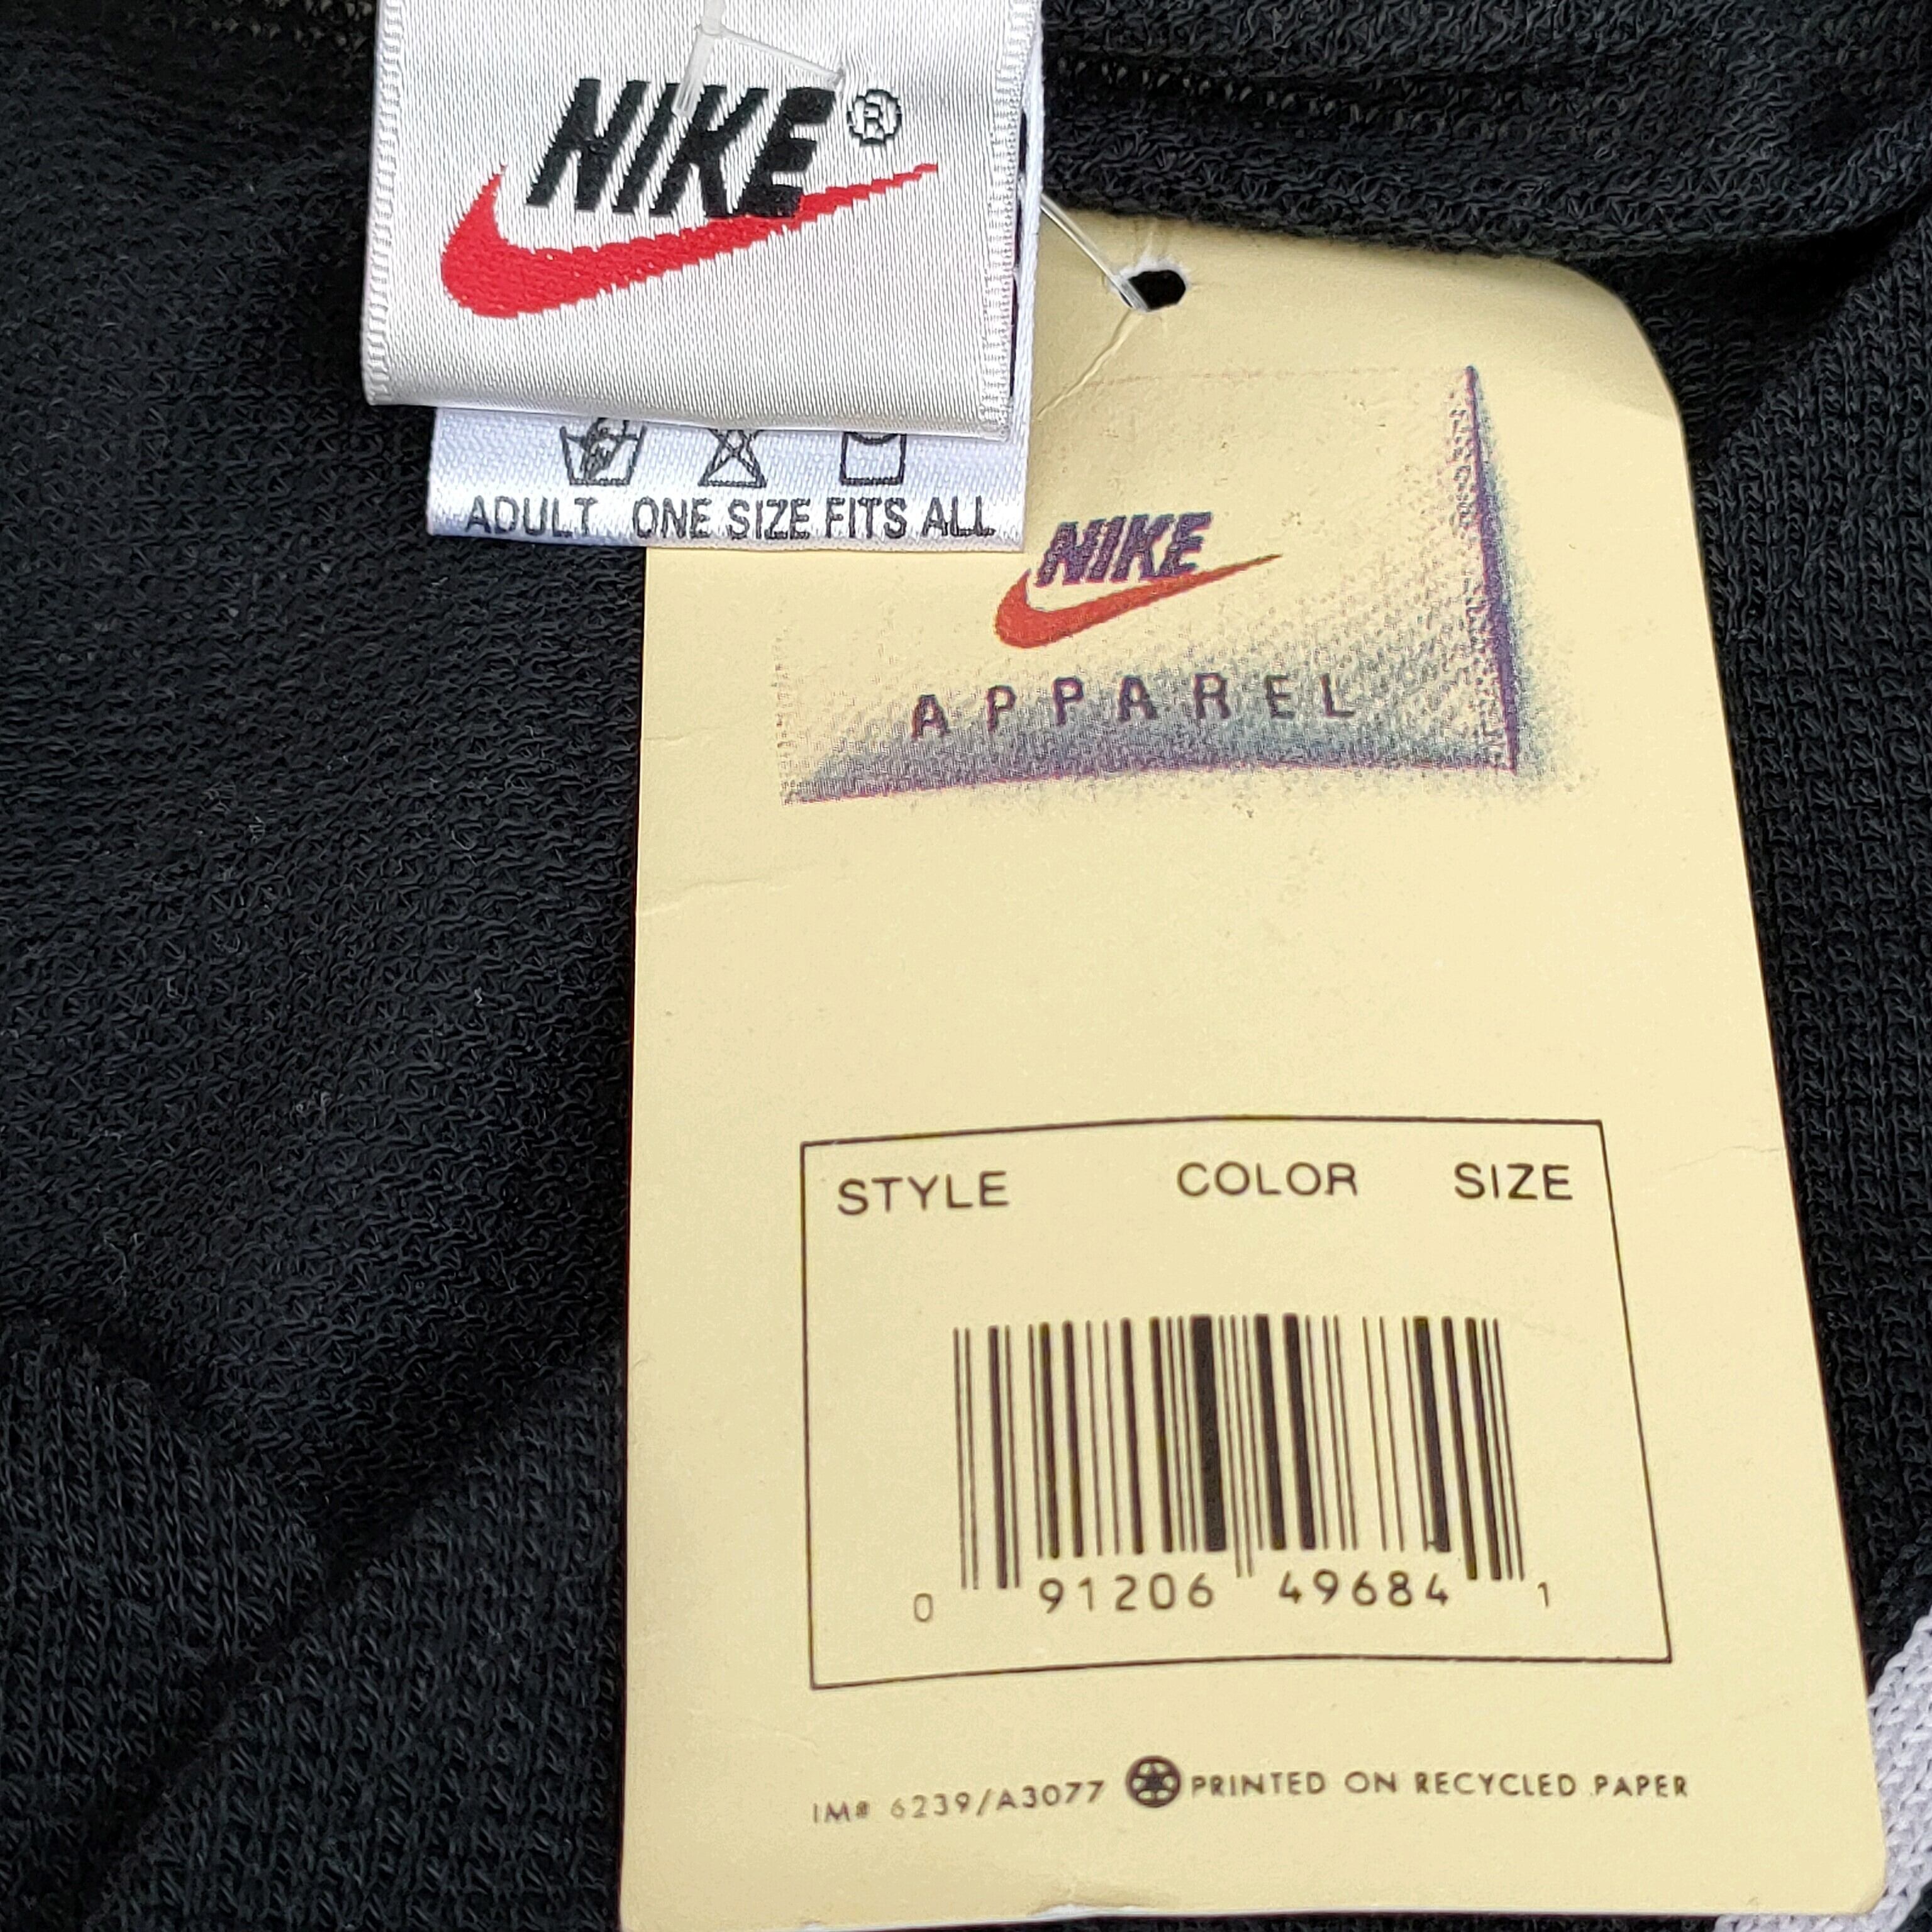 NIKE®
ADULT ONE SIZE FITS ALL
NIKE
APPAREL
STYLE COLOR SIZE
0 91206 49684 1
IM# 6239/A3077 PRINTED ON RECYCLED PAPER